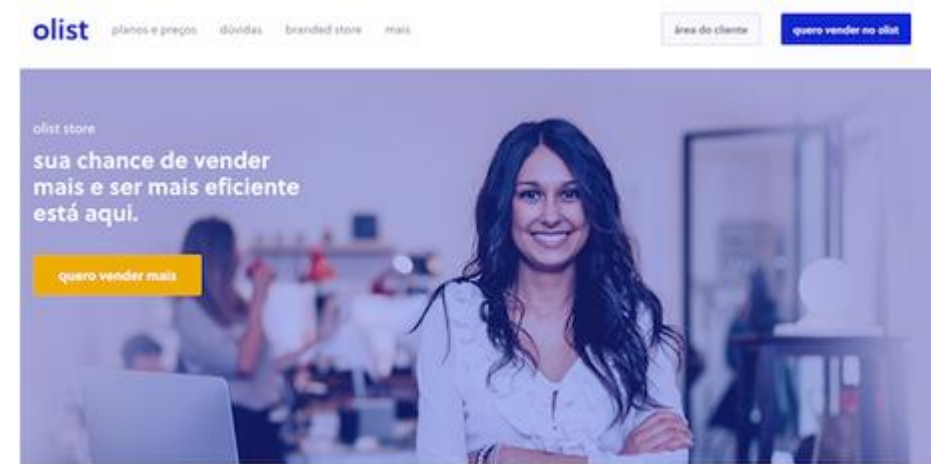 olist
planos e preços
dúvidas
branded store
mais
área do cliente
quero vender no olist
olist store
sua chance de vender
mais e ser mais eficiente
está aqui.
quero vender mais